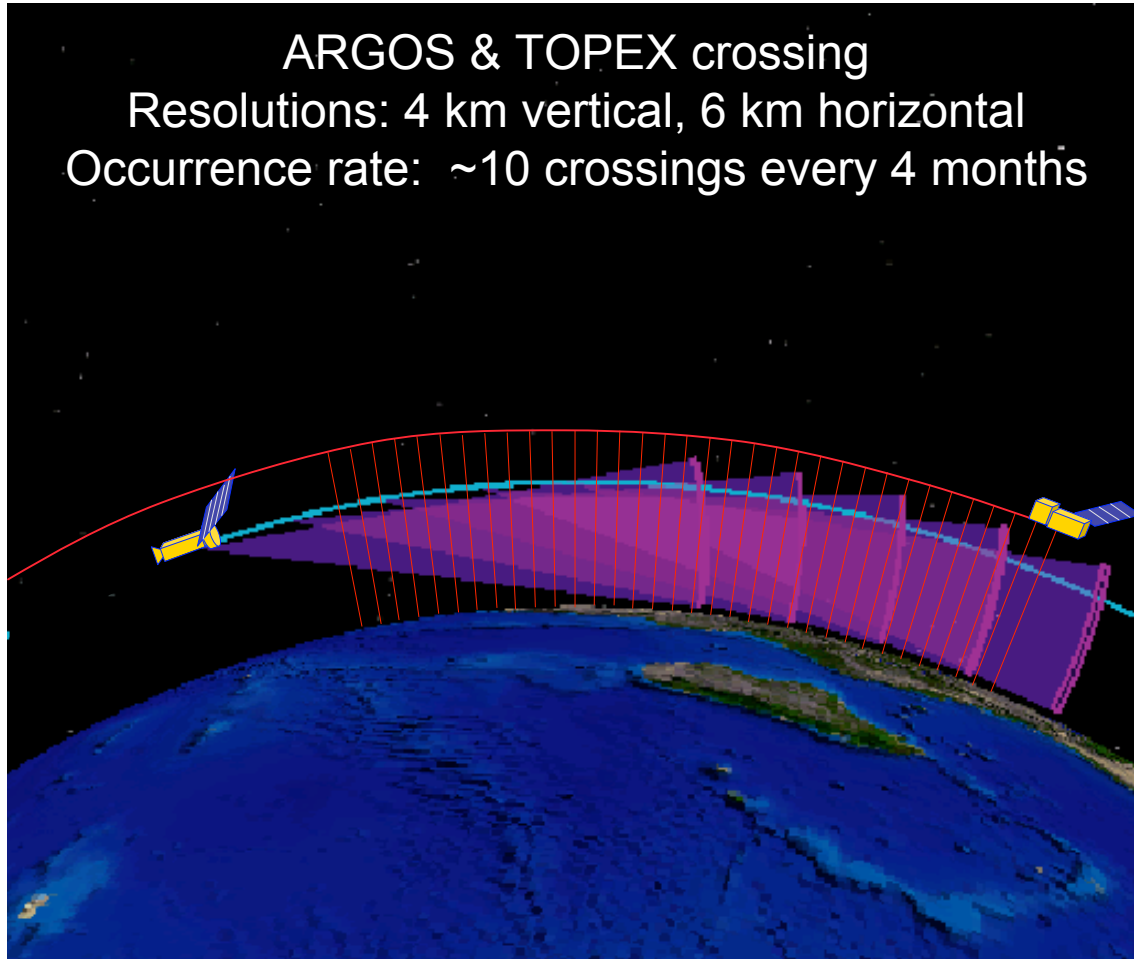 ARGOS & TOPEX crossing
Resolutions: 4 km vertical, 6 km horizontal
Occurrence rate:  ~10 crossings every 4 months